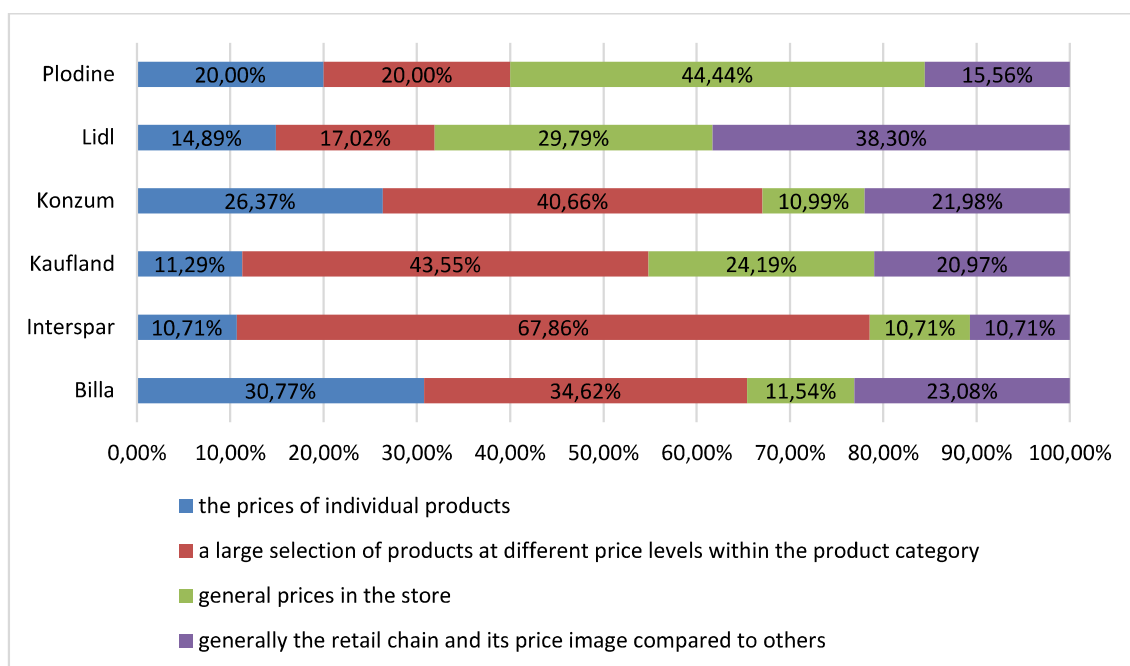 Plodine 20,00% 20,00% 44,44% 15,56%
Lidl 14,89% 17,02% 29,79% 38,30%
Konzum 26,37% 40,66% 10,99% 21,98%
Kaufland 11,29% 43,55% 24,19% 20,97%
Interspar 10,71% 67,86% 10,71% 10,71%
Billa 30,77% 34,62% 11,54% 23,08%
0,00% 10,00% 20,00% 30,00% 40,00% 50,00% 60,00% 70,00% 80,00% 90,00% 100,00%
the prices of individual products
a large selection of products at different price levels within the product category
general prices in the store
generally the retail chain and its price image compared to others